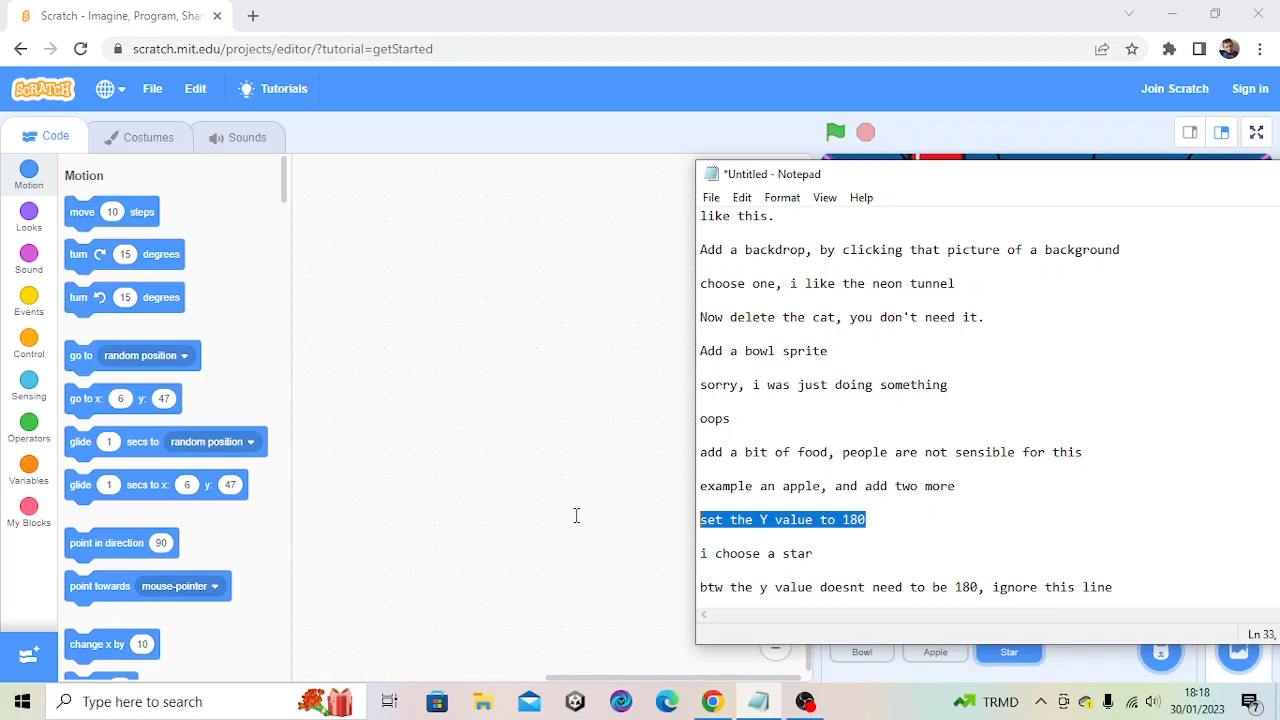 Scratch - Imagine, Program, Shar
scratch.mit.edu/projects/editor/?tutorial=getStarted
SCRATCH File Edit Tutorials Join Scratch Sign in
Code Costumes Sounds
Motion
Looks
Sound
Events
Control
Sensing
Operators
Variables
My Blocks
Motion
move 10 steps
turn 15 degrees
turn 15 degrees
go to random position
go to x: 6 y: 47
glide 1 secs to random position
glide 1 secs to x: 6 y: 47
point in direction 90
point towards mouse-pointer
change x by 10
*Untitled - Notepad
File Edit Format View Help
like this.
Add a backdrop, by clicking that picture of a background
choose one, i like the neon tunnel
Now delete the cat, you don't need it.
Add a bowl sprite
sorry, i was just doing something
oops
add a bit of food, people are not sensible for this
example an apple, and add two more
set the Y value to 180
i choose a star
btw the y value doesnt need to be 180, ignore this line
Ln 33,
Bowl Apple Star
Type here to search
TRMD
18:18
30/01/2023
7